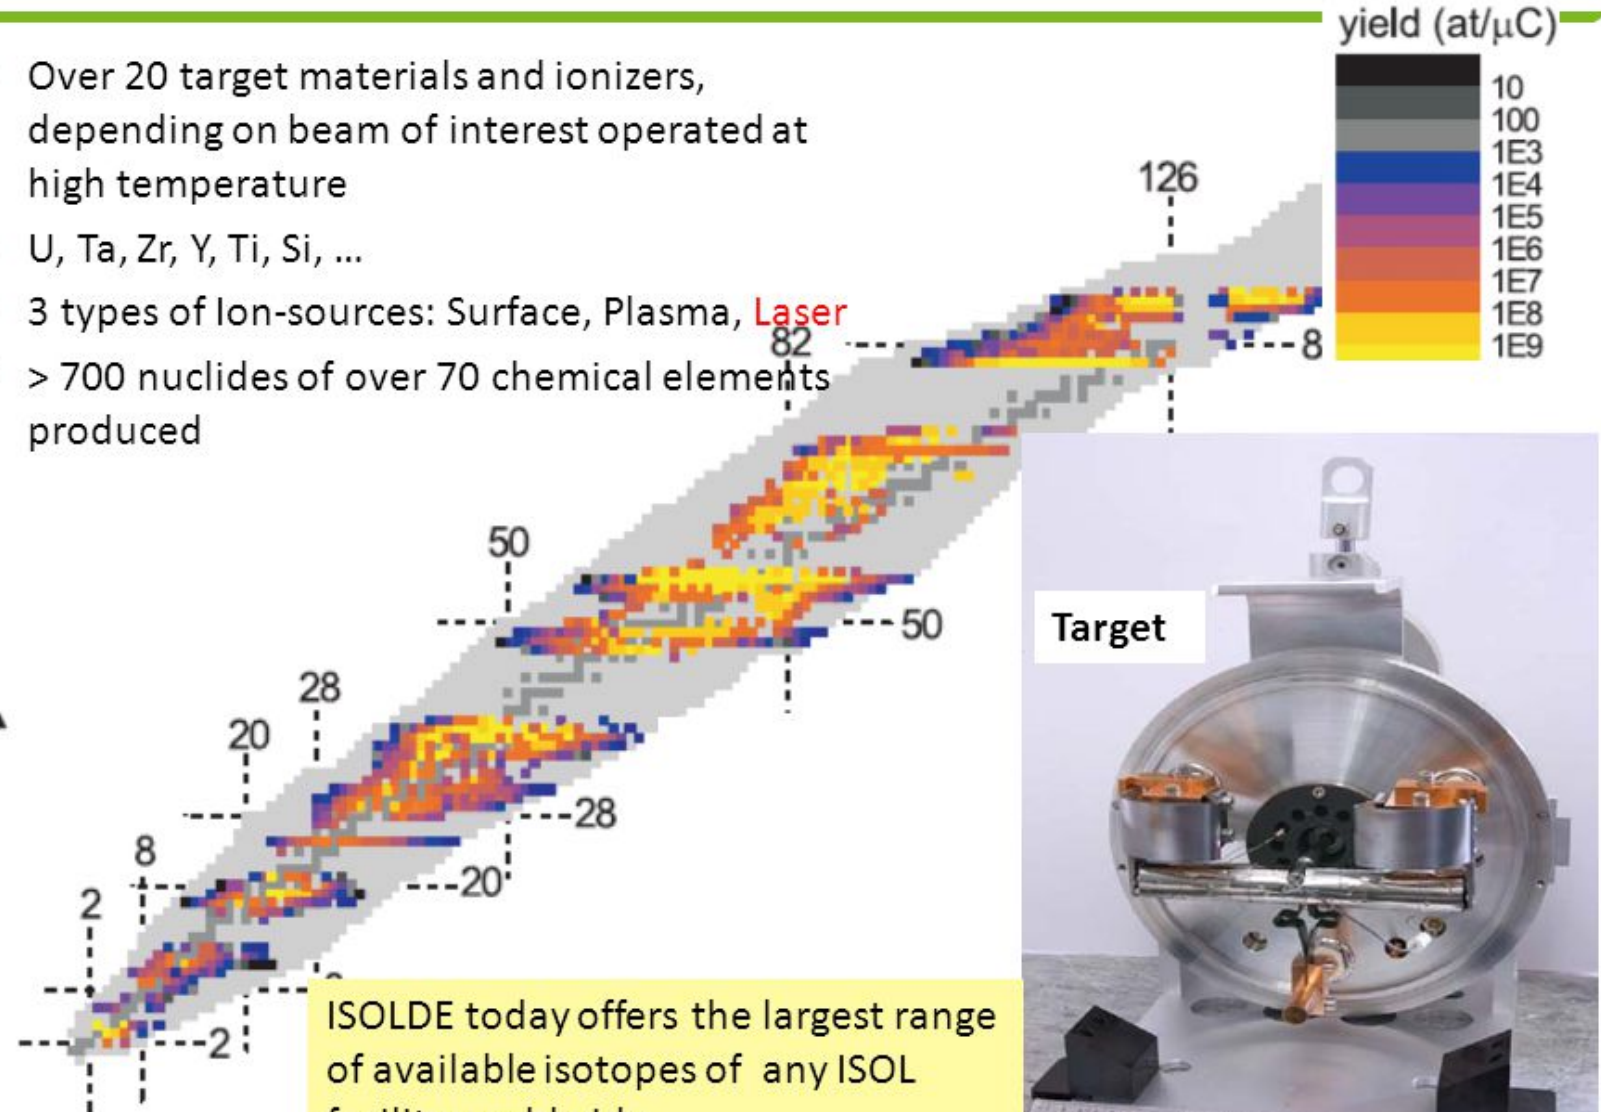 yield (at/μC)
10
100
1E3
1E4
1E5
1E6
1E7
1E8
1E9
Over 20 target materials and ionizers,
depending on beam of interest operated at
high temperature
U, Ta, Zr, Y, Ti, Si, ...
3 types of Ion-sources: Surface, Plasma, Laser
> 700 nuclides of over 70 chemical elements
produced
126
82
8
50
50
Target
28
20
28
8
20
2
2
ISOLDE today offers the largest range
of available isotopes of any ISOL